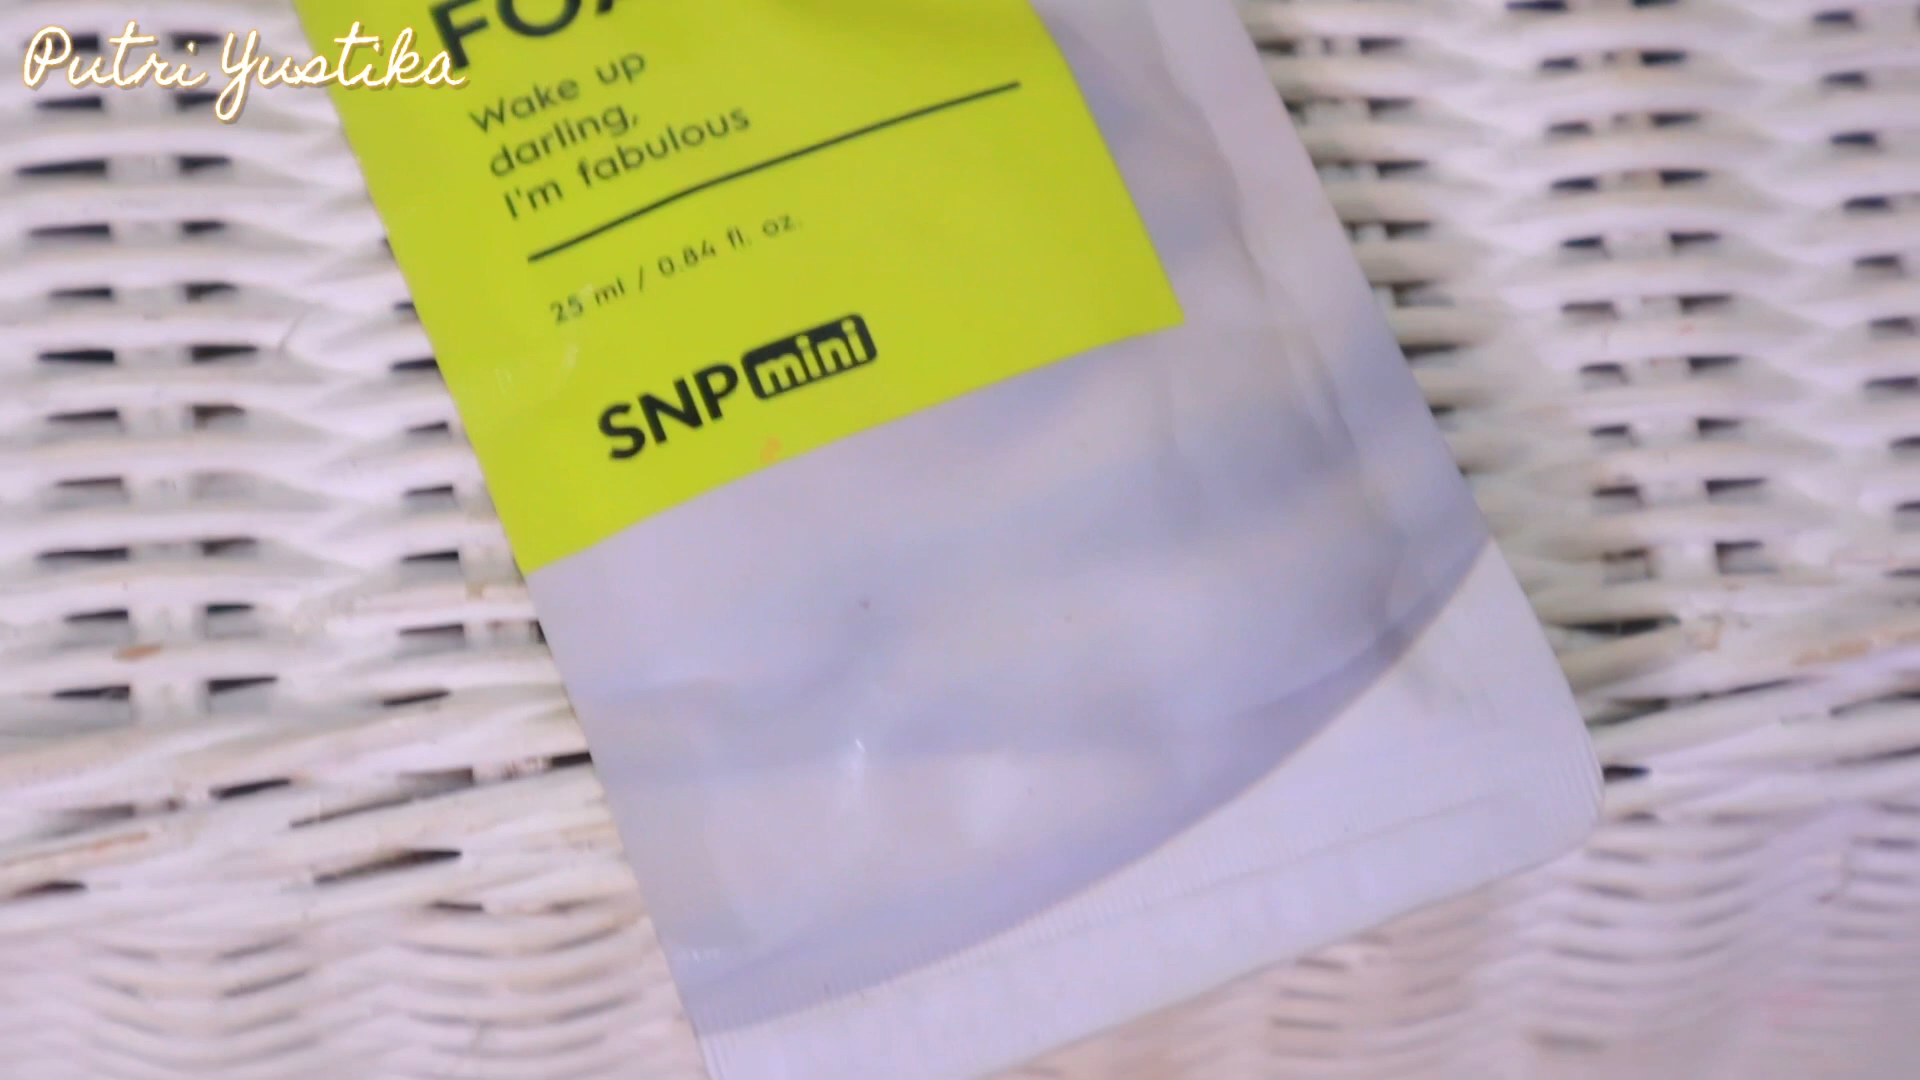 Putri Yustika
Wake up
darling,
I'm fabulous
25 ml / 0.84 fl. oz.
SNP mini